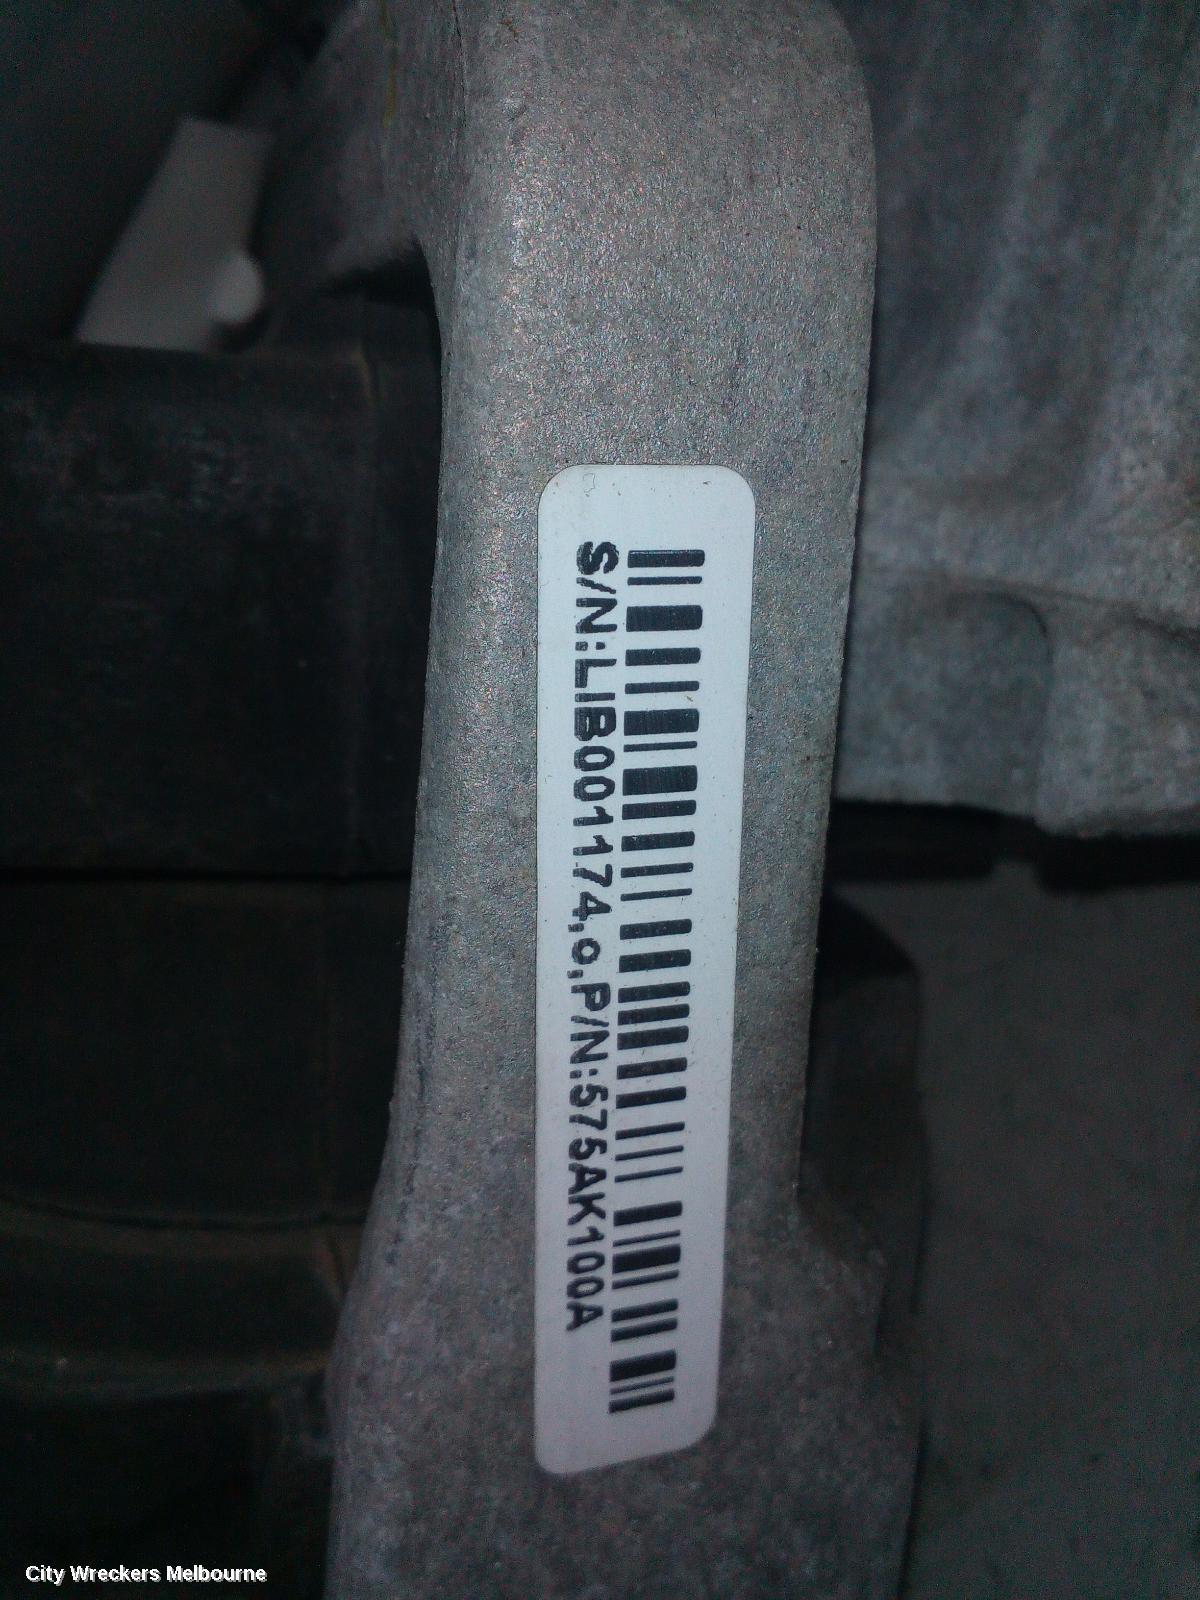 S/N:LIB001174,o,P/N:575AK100A
City Wreckers Melbourne